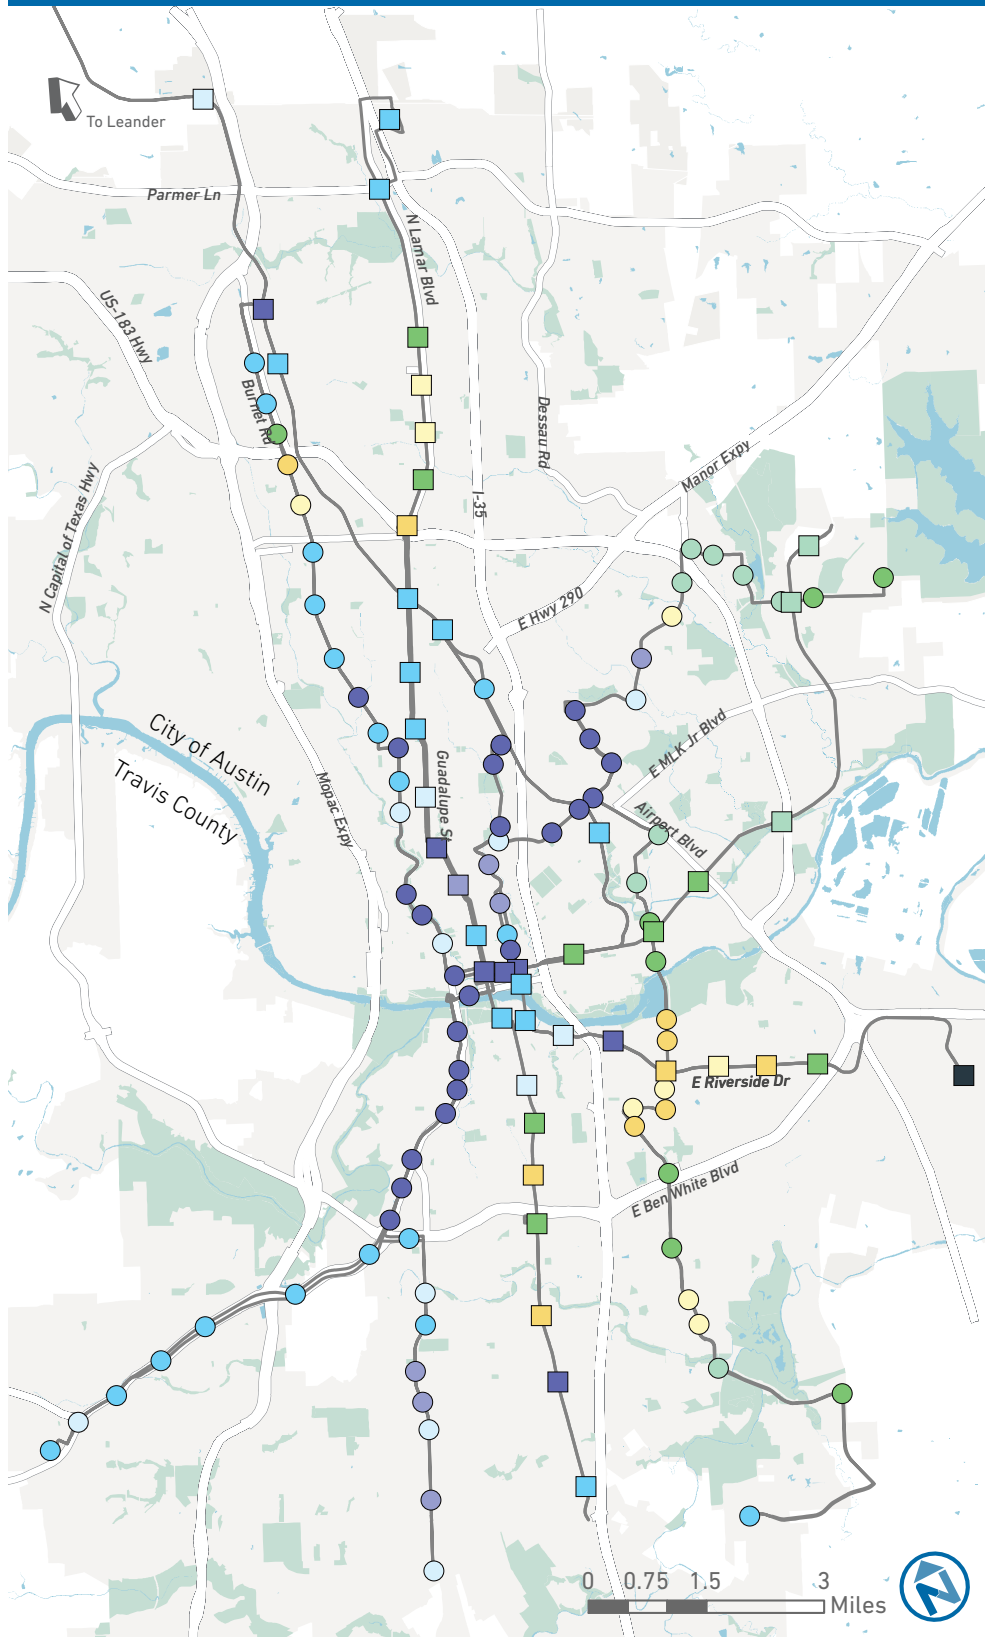 To Leander
Parmer Ln
N Lamar Blvd
US-183 Hwy
Burnet Rd
Dessau Rd
Manor Expy
I-35
N Capital of Texas Hwy
E Hwy 290
City of Austin
Travis County
Mopac Expy
Guadalupe St
E MLK Jr Blvd
Airport Blvd
E Riverside Dr
E Ben White Blvd
0 0.75 1.5 3
Miles